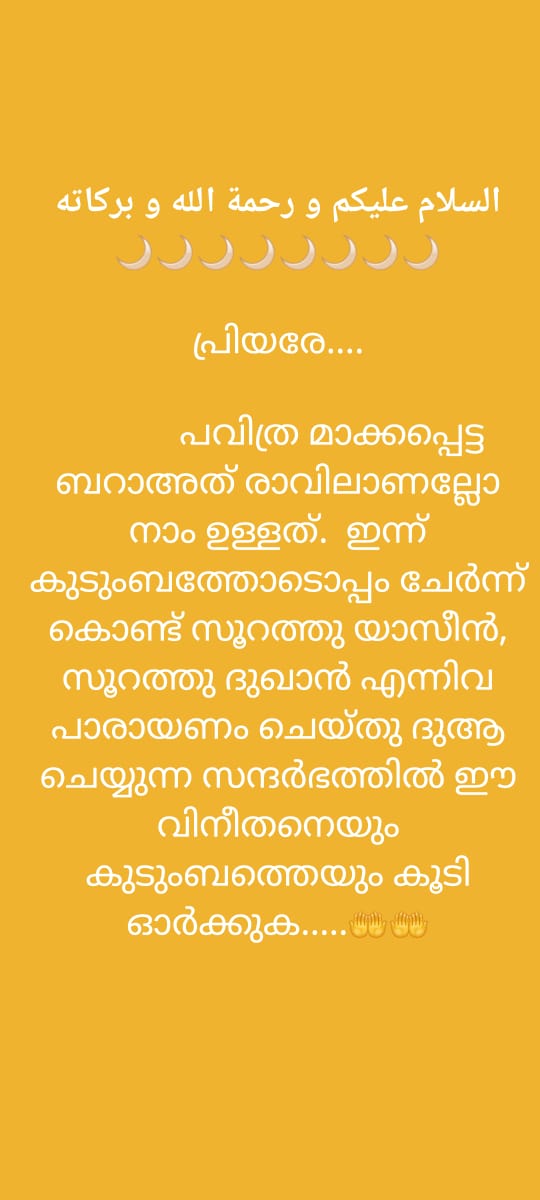 السلام عليكم و رحمة الله و بركاته
🌙🌙🌙🌙🌙🌙🌙🌙
പ്രിയരേ....
പവിത്ര മാക്കപ്പെട്ട
ബറാഅത് രാവിലാണല്ലോ
നാം ഉള്ളത്.  ഇന്ന്
കുടുംബത്തോടൊപ്പം ചേർന്ന്
കൊണ്ട് സൂറത്തു യാസീൻ,
സൂറത്തു ദുഖാൻ എന്നിവ
പാരായണം ചെയ്തു ദുആ
ചെയ്യുന്ന സന്ദർഭത്തിൽ ഈ
വിനീതനെയും
കുടുംബത്തെയും കൂടി
ഓർക്കുക.....🤲🤲